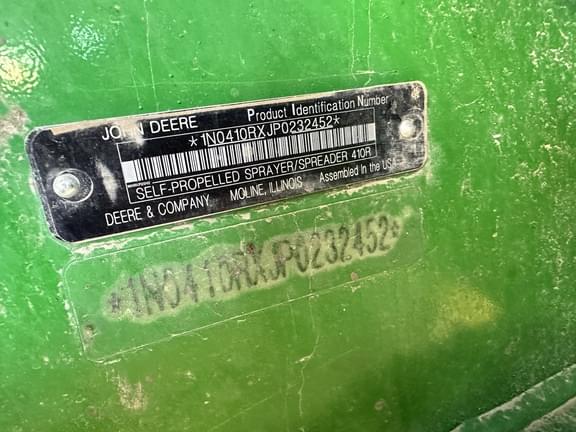 JOHN DEERE Product Identification Number
*1N0410RXJP0232452*
SELF-PROPELLED SPRAYER/SPREADER 410R
DEERE & COMPANY MOLINE, ILLINOIS Assembled in the USA
*1N0410RXJP0232452*